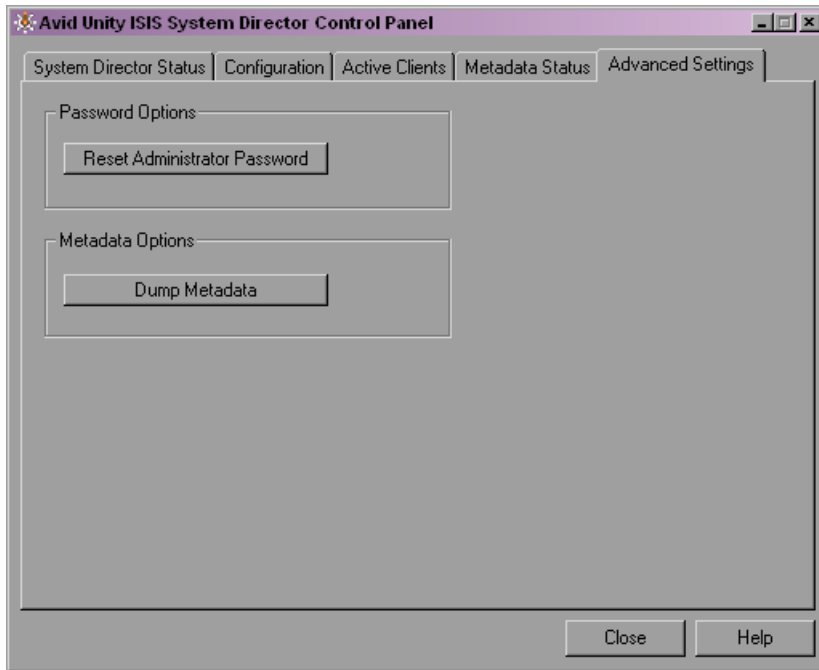 Avid Unity ISIS System Director Control Panel
System Director Status Configuration Active Clients Metadata Status Advanced Settings
Password Options
Reset Administrator Password
Metadata Options
Dump Metadata
Close Help